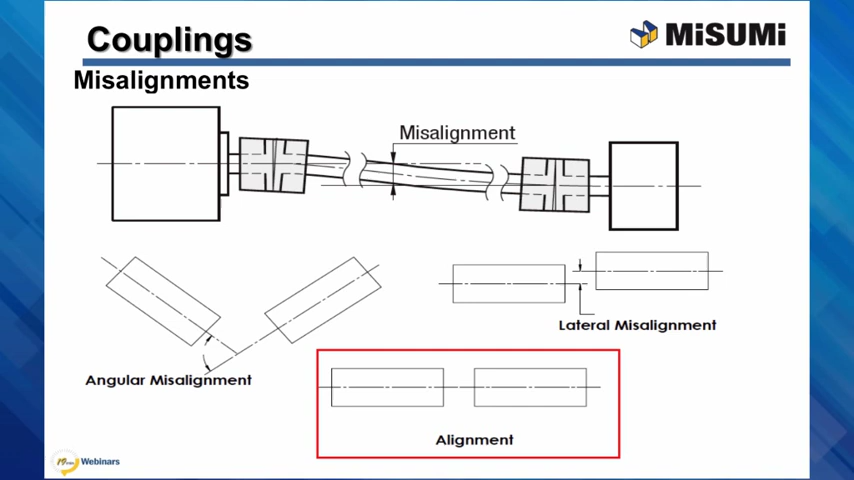 Couplings
MiSUMi
Misalignments
Misalignment
Lateral Misalignment
Angular Misalignment
Alignment
Webinars